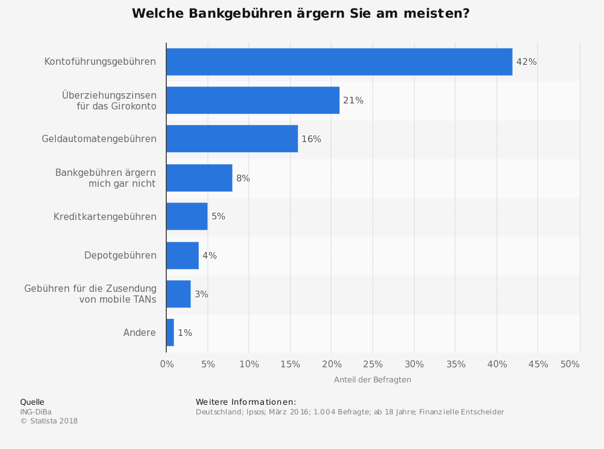 Welche Bankgebühren ärgern Sie am meisten?
Kontoführungsgebühren
42%
Überziehungszinsen
für das Girokonto
21%
Geldautomatengebühren
16%
Bankgebühren ärgern
mich gar nicht
8%
Kreditkartengebühren
5%
Depotgebühren
4%
Gebühren für die Zusendung
von mobile TANs
3%
Andere
1%
0% 5% 10% 15% 20% 25% 30% 35% 40% 45% 50%
Anteil der Befragten
Quelle
ING-DiBa
© Statista 2018
Weitere Informationen:
Deutschland; Ipsos; März 2016; 1.004 Befragte; ab 18 Jahre; Finanzielle Entscheider